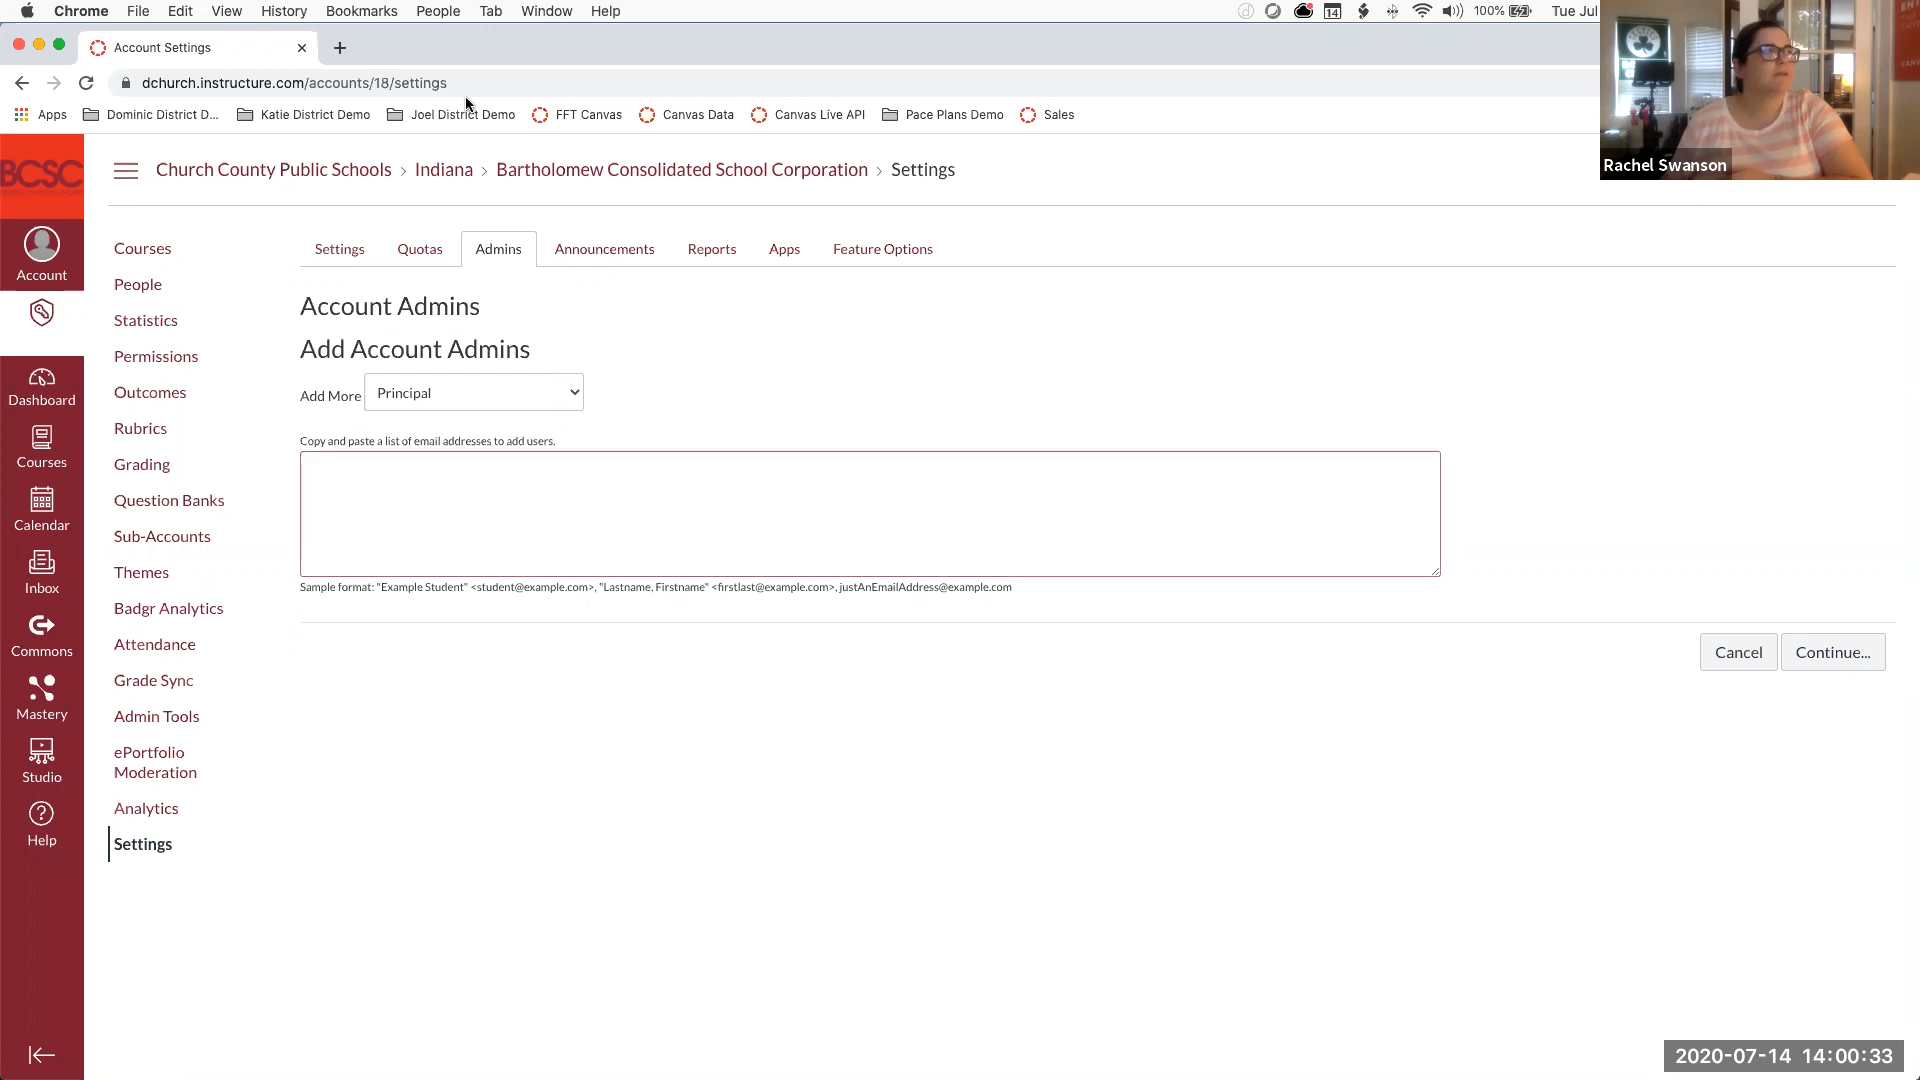 Chrome File Edit View History Bookmarks People Tab Window Help 14 100% Tue Jul
Account Settings
dchurch.instructure.com/accounts/18/settings
Apps Dominic District D... Katie District Demo Joel District Demo FFT Canvas Canvas Data Canvas Live API Pace Plans Demo Sales
Rachel Swanson
BCSC
Church County Public Schools > Indiana > Bartholomew Consolidated School Corporation > Settings
Account
Dashboard
Courses
Calendar
Inbox
Commons
Mastery
Studio
Help
Courses
People
Statistics
Permissions
Outcomes
Rubrics
Grading
Question Banks
Sub-Accounts
Themes
Badgr Analytics
Attendance
Grade Sync
Admin Tools
ePortfolio
Moderation
Analytics
Settings
Settings Quotas Admins Announcements Reports Apps Feature Options
Account Admins
Add Account Admins
Add More Principal
Copy and paste a list of email addresses to add users.
Sample format: "Example Student" <student@example.com>, "Lastname, Firstname" <firstlast@example.com>, justAnEmailAddress@example.com
Cancel Continue...
2020-07-14 14:00:33